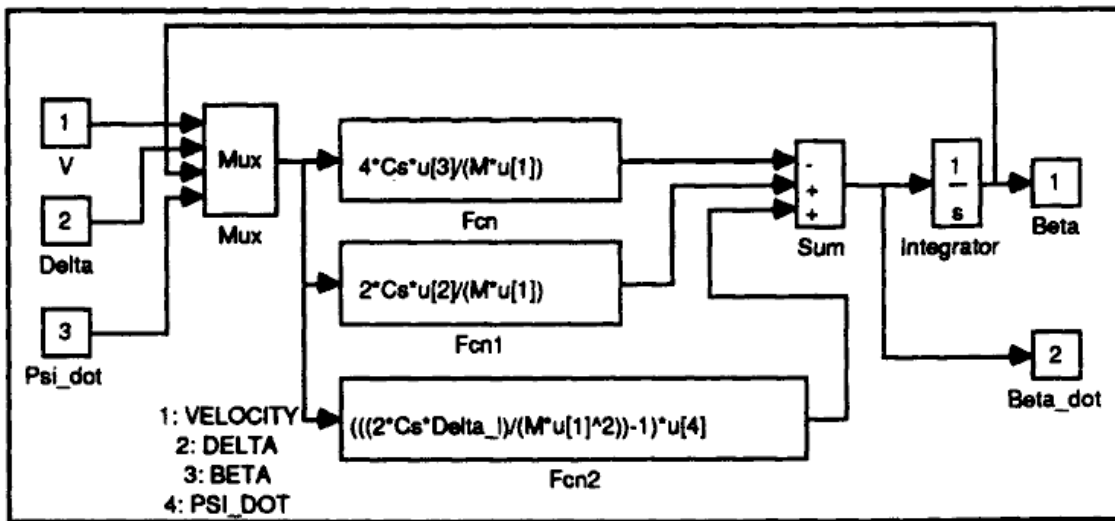 1
V
2
Delta
3
Psi_dot
Mux
Mux
4*Cs*u[3]/(M*u[1])
Fcn
2*Cs*u[2]/(M*u[1])
Fcn1
(((2*Cs*Delta_l)/(M*u[1]^2))-1)*u[4]
Fcn2
-
+
+
Sum
1
s
Integrator
1
Beta
2
Beta_dot
1: VELOCITY
2: DELTA
3: BETA
4: PSI_DOT